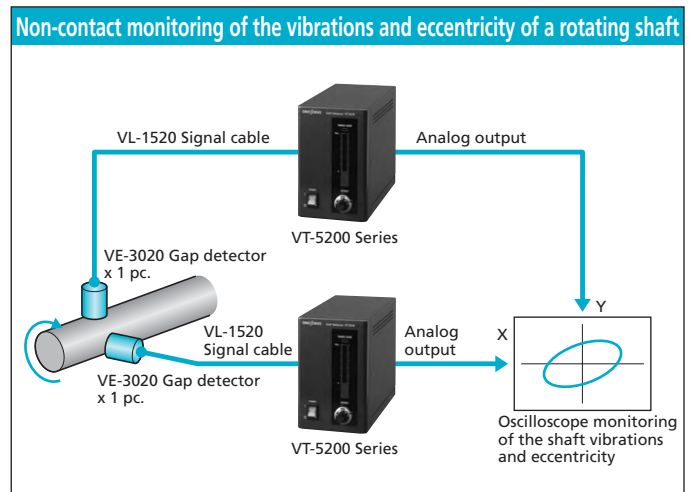 Non-contact monitoring of the vibrations and eccentricity of a rotating shaft
VL-1520 Signal cable
Analog output
VT-5200 Series
VE-3020 Gap detector
x 1 pc.
VL-1520
Signal cable
Analog
output
VE-3020 Gap detector
x 1 pc.
VT-5200 Series
Y
X
Oscilloscope monitoring
of the shaft vibrations
and eccentricity